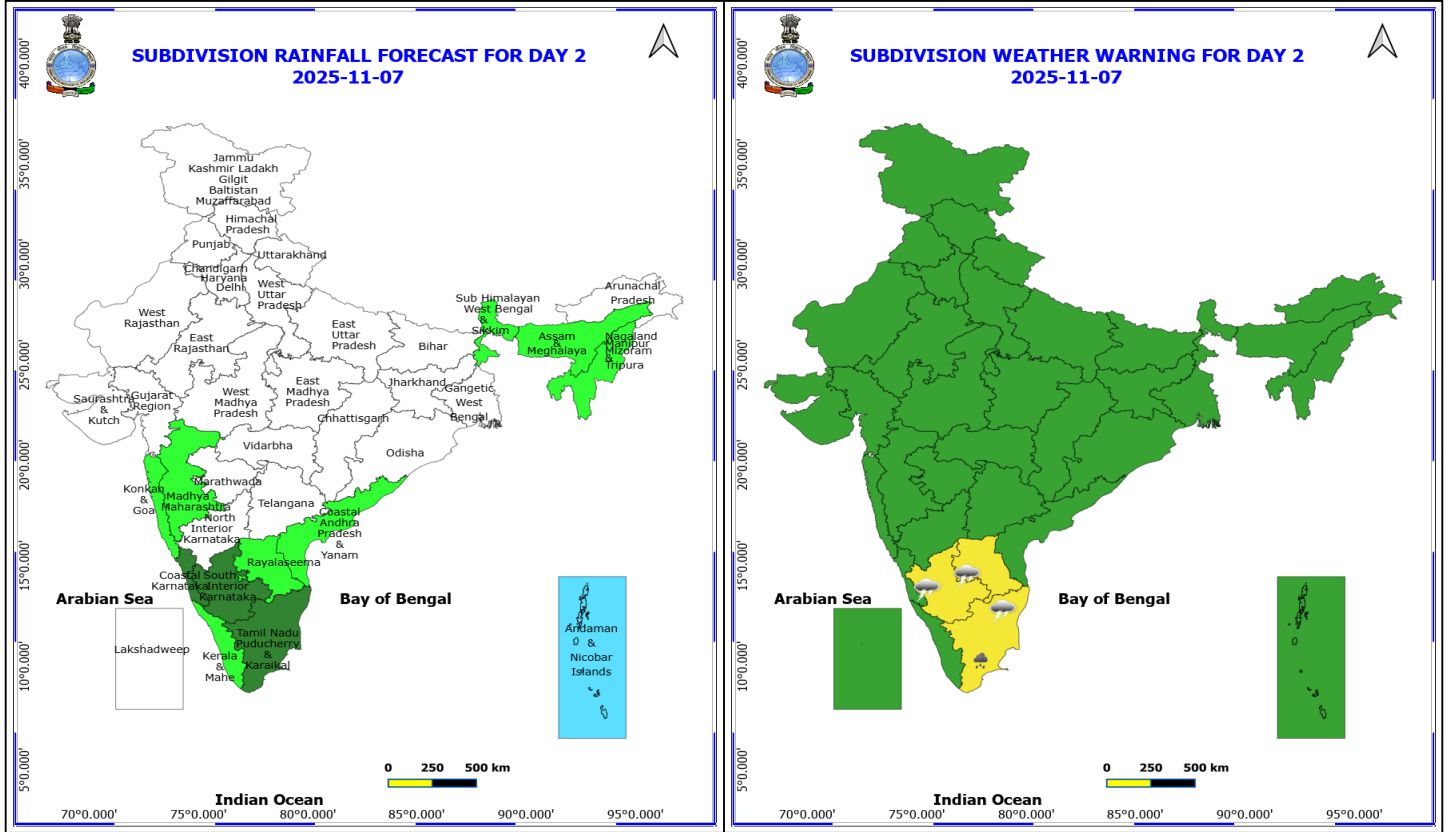 SUBDIVISION RAINFALL FORECAST FOR DAY 2
2025-11-07
40°0.000'
35°0.000'
30°0.000'
25°0.000'
20°0.000'
15°0.000'
10°0.000'
5°0.000'
Jammu
Kashmir Ladakh
Gilgit
Baltistan
Muzaffarabad
Himachal
Pradesh
Punjab
Uttarakhand
Chandigarh
Haryana
Delhi
West
Uttar
Pradesh
Arunachal
Pradesh
Sub Himalayan
West Bengal
&
Sikkim
West
Rajasthan
East
Rajasthan
East
Uttar
Pradesh
Bihar
Assam
&
Meghalaya
Nagaland
Manipur
Mizoram
&
Tripura
Saurashtra
&
Kutch
Gujarat
Region
West
Madhya
Pradesh
East
Madhya
Pradesh
Jharkhand
Gangetic
West
Bengal
Chhattisgarh
Vidarbha
Odisha
Konkan
&
Goa
Madhya
Maharashtra
Marathwada
Telangana
North
Interior
Karnataka
Coastal
Andhra
Pradesh
&
Yanam
Rayalaseema
Coastal
Karnataka
South
Interior
Karnataka
Arabian Sea
Bay of Bengal
Lakshadweep
Kerala
&
Mahe
Tamil Nadu
Puducherry
&
Karaikal
Andaman
&
Nicobar
Islands
0 250 500 km
Indian Ocean
70°0.000' 75°0.000' 80°0.000' 85°0.000' 90°0.000' 95°0.000'
SUBDIVISION WEATHER WARNING FOR DAY 2
2025-11-07
40°0.000'
35°0.000'
30°0.000'
25°0.000'
20°0.000'
15°0.000'
10°0.000'
5°0.000'
Arabian Sea
Bay of Bengal
0 250 500 km
Indian Ocean
70°0.000' 75°0.000' 80°0.000' 85°0.000' 90°0.000' 95°0.000'